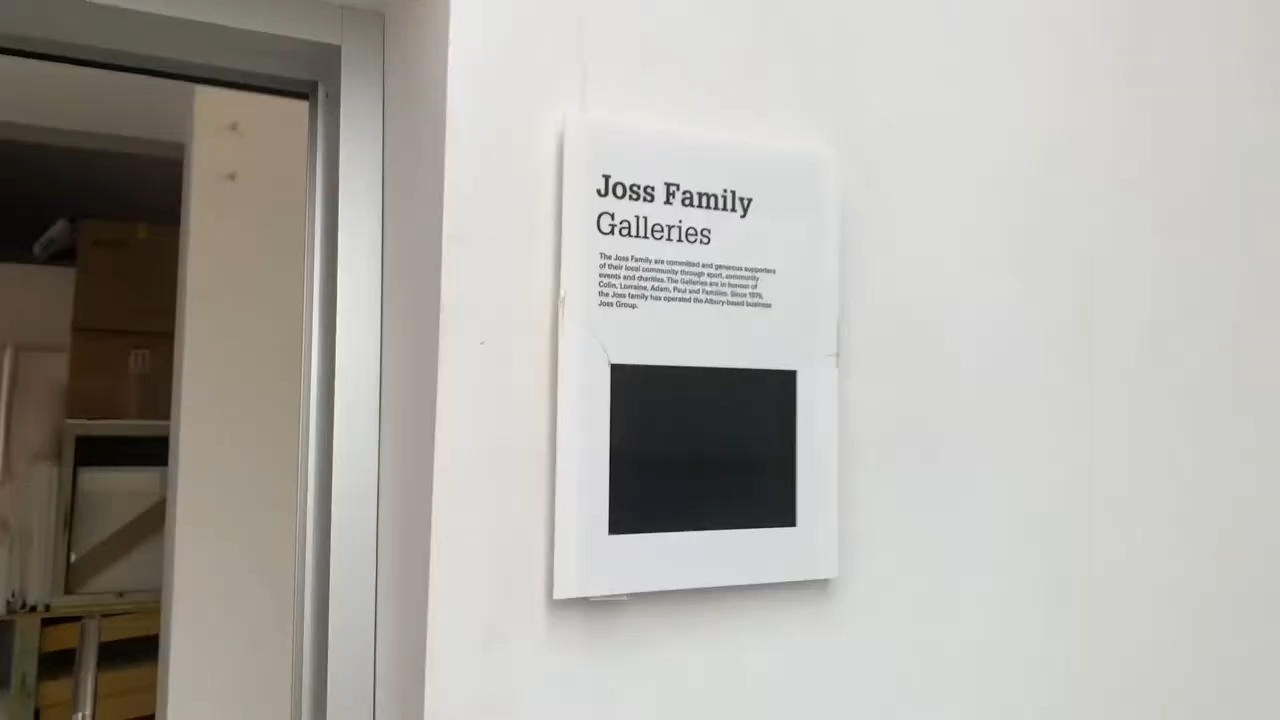 Joss Family
Galleries
The Joss Family are committed and generous supporters
of their local community through sport, community
events and charities. The Galleries are in honour of
Colin, Lorraine, Adam, Paul and Families. Since 1975,
the Joss family has operated the Albury-based business
Joss Group.